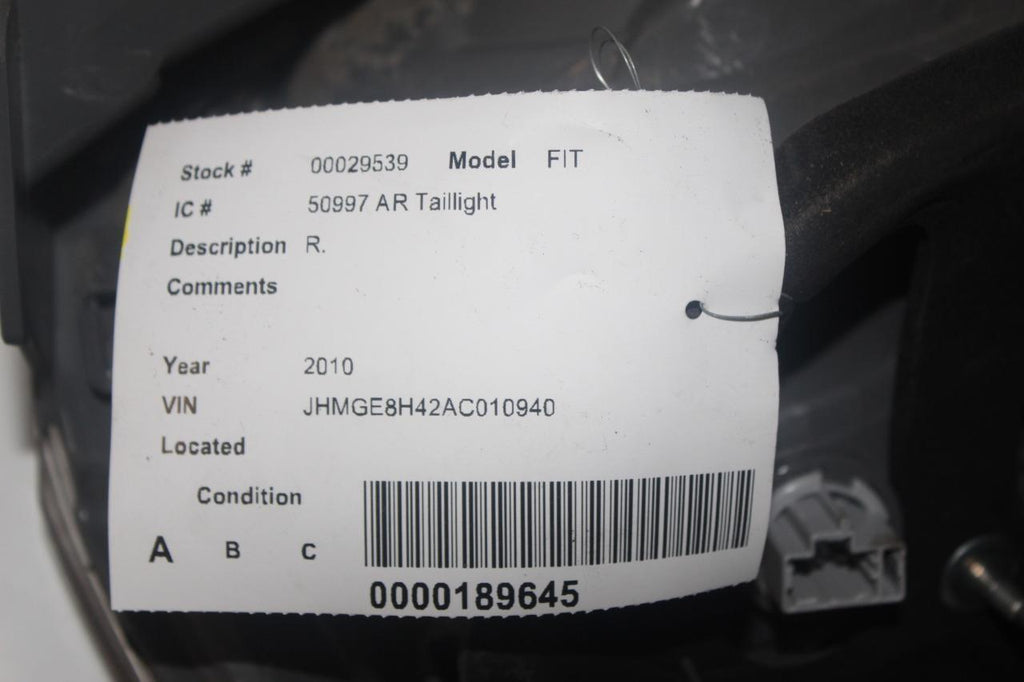 Stock # 00029539 Model FIT
IC # 50997 AR Taillight
Description R.
Comments
Year 2010
VIN JHMGE8H42AC010940
Located
Condition
A B C
0000189645